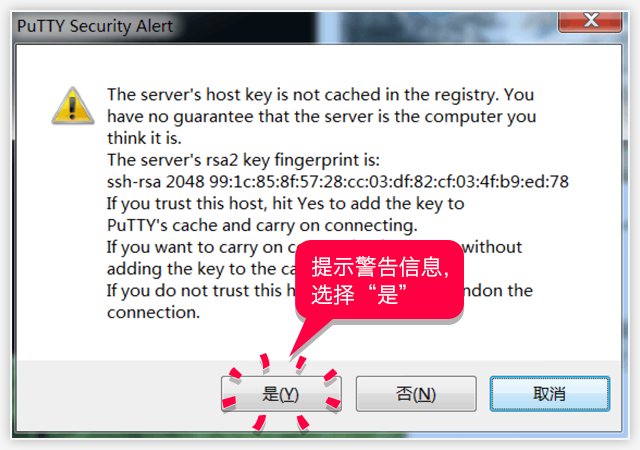 PuTTY Security Alert
The server's host key is not cached in the registry. You
have no guarantee that the server is the computer you
think it is.
The server's rsa2 key fingerprint is:
ssh-rsa 2048 99:1c:85:8f:57:28:cc:03:df:82:cf:03:4f:b9:ed:78
If you trust this host, hit Yes to add the key to
PuTTY's cache and carry on connecting.
If you want to carry on without
adding the key to the
If you do not trust this the
connection.
提示警告信息，
选择“是”
是(Y)
否(N)
取消